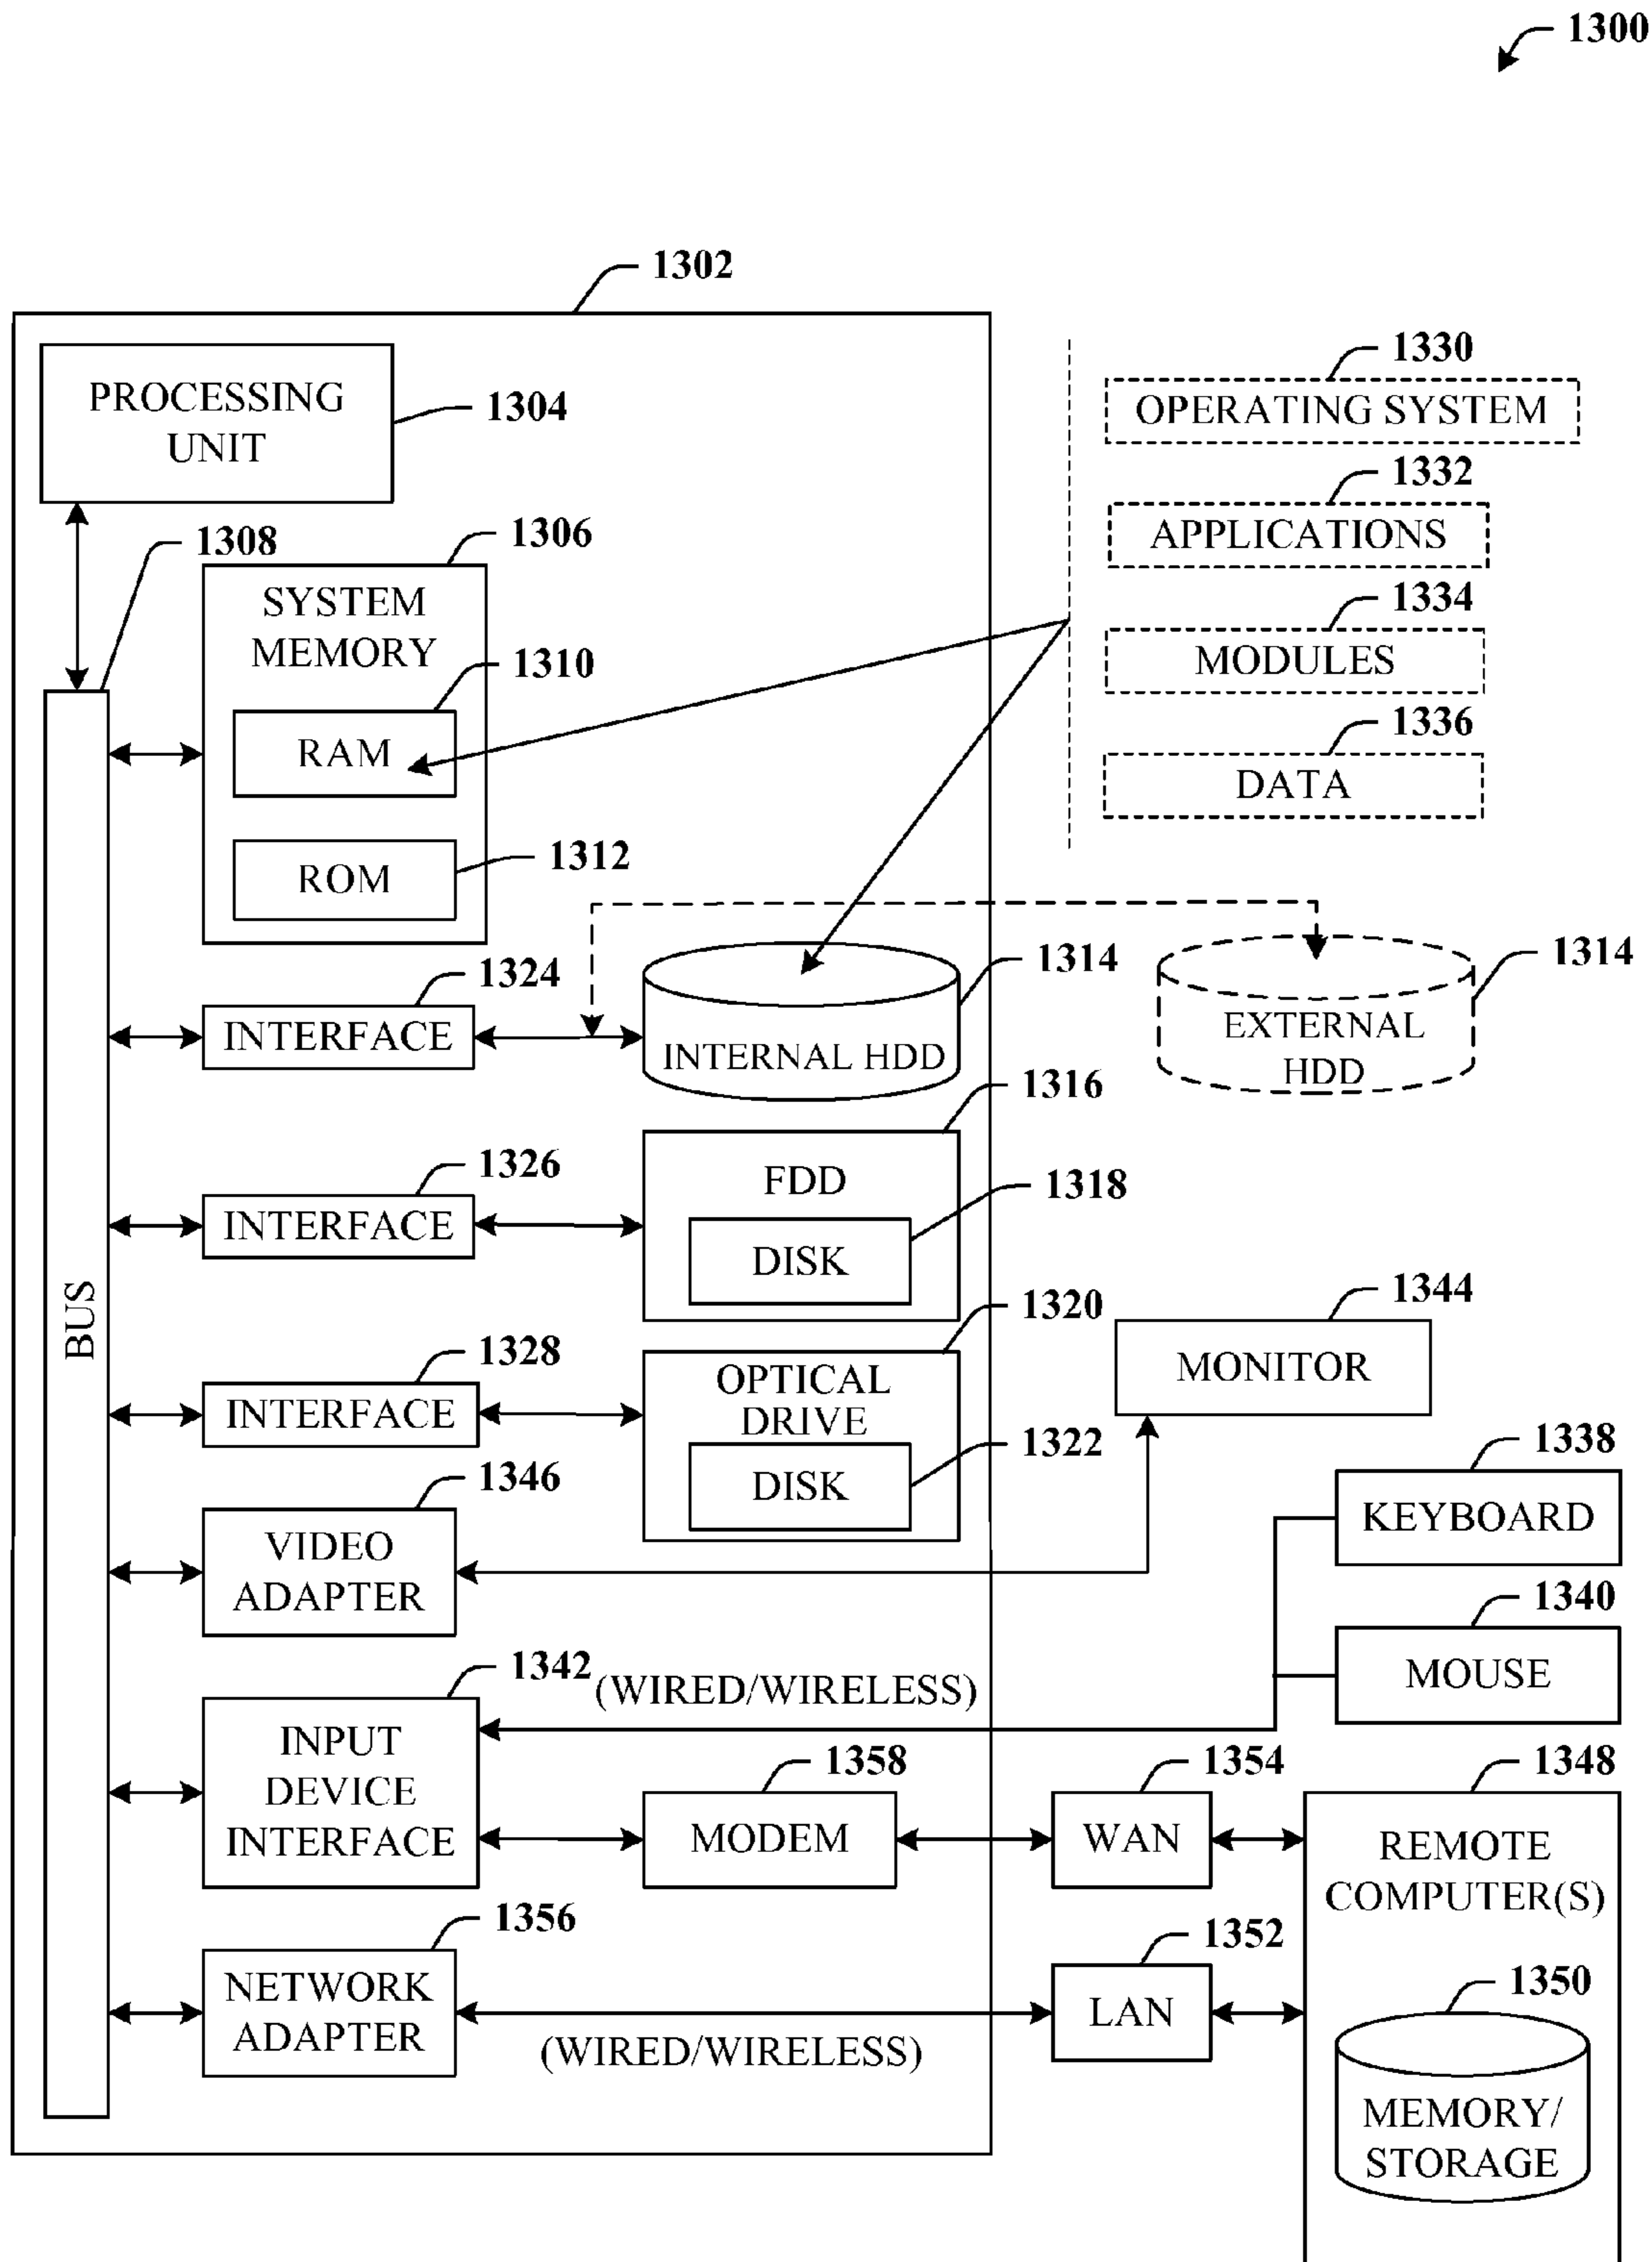 1300
1302
PROCESSING
UNIT
1304
1330
OPERATING SYSTEM
1332
APPLICATIONS
1334
MODULES
1336
DATA
1308
1306
SYSTEM
MEMORY
1310
RAM
1312
ROM
BUS
1324
INTERFACE
1314
INTERNAL HDD
1314
EXTERNAL
HDD
1316
FDD
1326
INTERFACE
1318
DISK
1320
OPTICAL
DRIVE
1328
INTERFACE
1322
DISK
1344
MONITOR
1346
VIDEO
ADAPTER
1338
KEYBOARD
1340
MOUSE
1342
(WIRED/WIRELESS)
INPUT
DEVICE
INTERFACE
1358
MODEM
1354
WAN
1348
REMOTE
COMPUTER(S)
1356
NETWORK
ADAPTER
(WIRED/WIRELESS)
1352
LAN
1350
MEMORY/
STORAGE